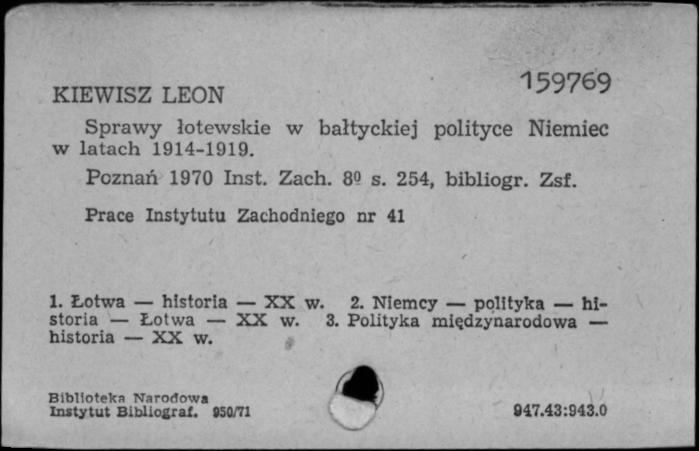 159769
KIEWISZ LEON
Sprawy łotewskie w bałtyckiej polityce Niemiec
w latach 1914-1919.
Poznań 1970 Inst. Zach. 8º s. 254, bibliogr. Zsf.
Prace Instytutu Zachodniego nr 41
1. Łotwa — historia — XX w. 2. Niemcy — polityka — hi-
storia — Łotwa — XX w. 3. Polityka międzynarodowa —
historia — XX w.
Biblioteka Narodowa
Instytut Bibliograf. 950/71
947.43:943.0